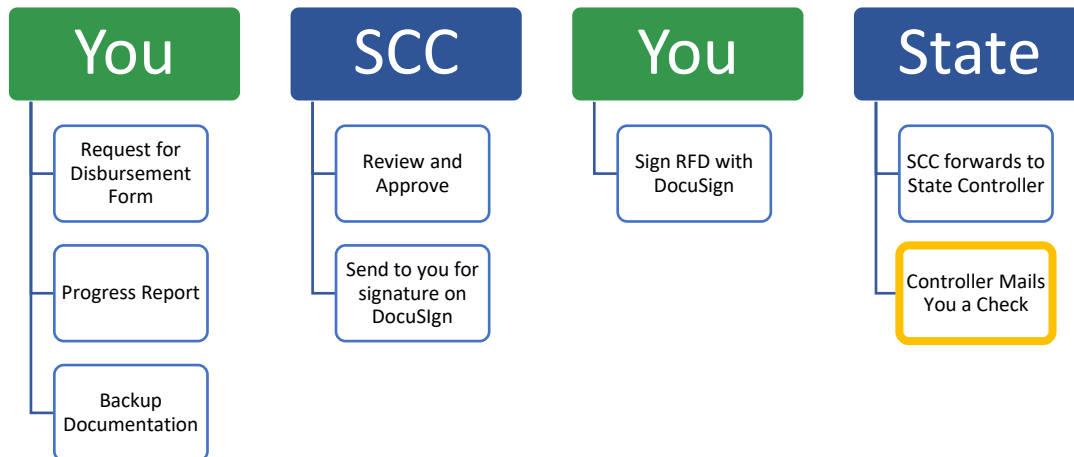 You
Request for
Disbursement
Form
Progress Report
Backup
Documentation
SCC
Review and
Approve
Send to you for
signature on
DocuSIgn
You
Sign RFD with
DocuSign
State
SCC forwards to
State Controller
Controller Mails
You a Check